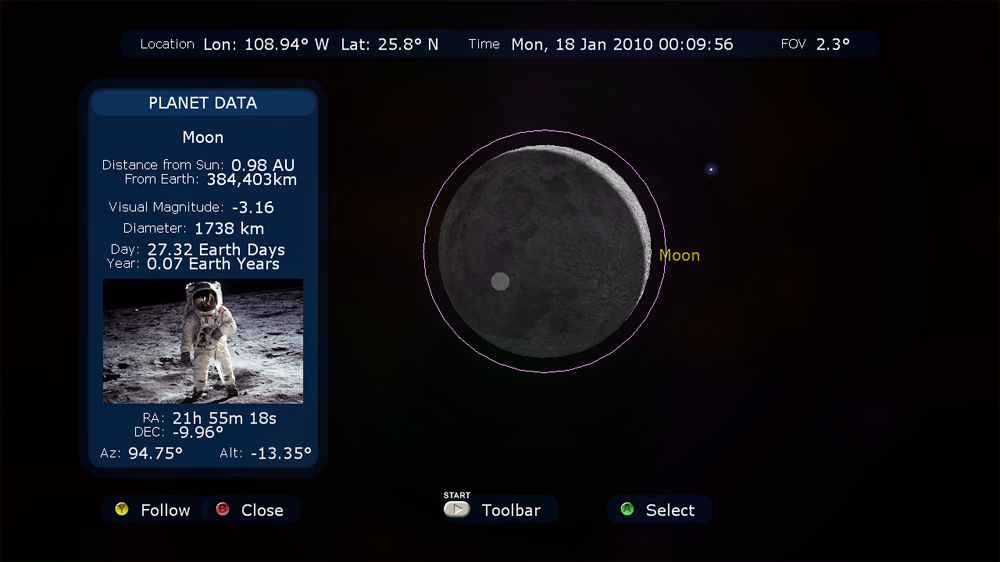 Location Lon: 108.94° W Lat: 25.8° N Time Mon, 18 Jan 2010 00:09:56 FOV 2.3°
PLANET DATA
Moon
Distance from Sun: 0.98 AU
From Earth: 384,403km
Visual Magnitude: -3.16
Diameter: 1738 km
Day: 27.32 Earth Days
Year: 0.07 Earth Years
RA: 21h 55m 18s
DEC: -9.96°
Az: 94.75° Alt: -13.35°
Moon
Y Follow B Close
START
Toolbar
A Select